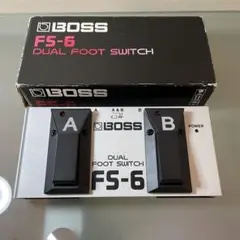 BOSS
FS-6
DUAL FOOT SWITCH
A
B
BOSS
POWER
DUAL
FOOT SWITCH
FS-6